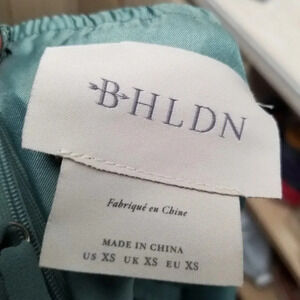 BHLDN
Fabriqué en Chine
MADE IN CHINA
US XS UK XS EU XS